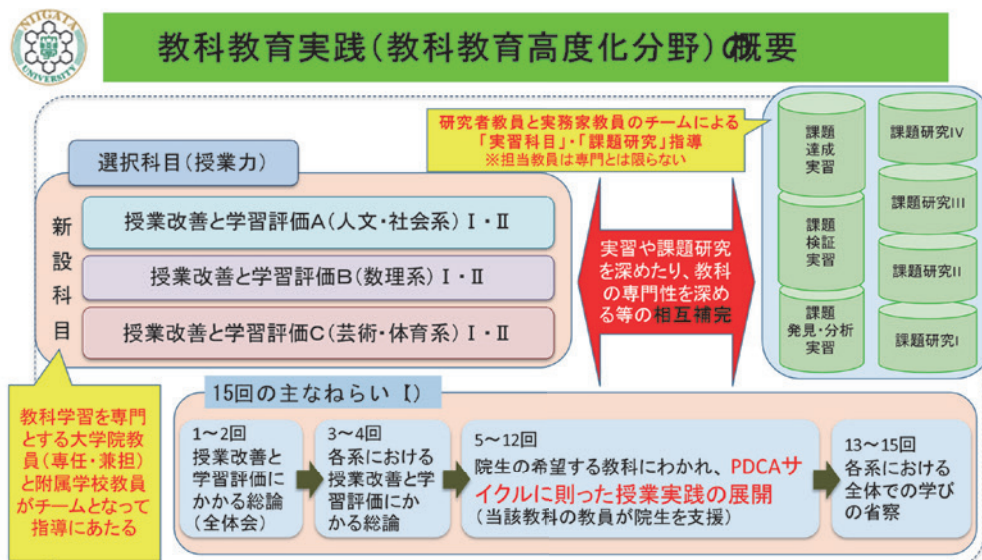 NIIGATA
UNIVERSITY
教科教育実践(教科教育高度化分野)の概要
研究者教員と実務家教員のチームによる
「実習科目」・「課題研究」指導
※担当教員は専門とは限らない
選択科目(授業力)
新設科目
授業改善と学習評価A(人文・社会系)Ⅰ・Ⅱ
授業改善と学習評価B(数理系)Ⅰ・Ⅱ
授業改善と学習評価C(芸術・体育系)Ⅰ・Ⅱ
実習や課題研究
を深めたり、教科
の専門性を深め
る等の相互補完
課題
達成
実習
課題
検証
実習
課題
発見・分析
実習
課題研究Ⅳ
課題研究Ⅲ
課題研究Ⅱ
課題研究Ⅰ
教科学習を専門
とする大学院教
員(専任・兼担)
と附属学校教員
がチームとなって
指導にあたる
15回の主なねらい【)
1~2回
授業改善と
学習評価に
かかる総論
(全体会)
3~4回
各系における
授業改善と学
習評価にか
かる総論
5~12回
院生の希望する教科にわかれ、PDCAサ
イクルに則った授業実践の展開
(当該教科の教員が院生を支援)
13~15回
各系における
全体での学び
の省察